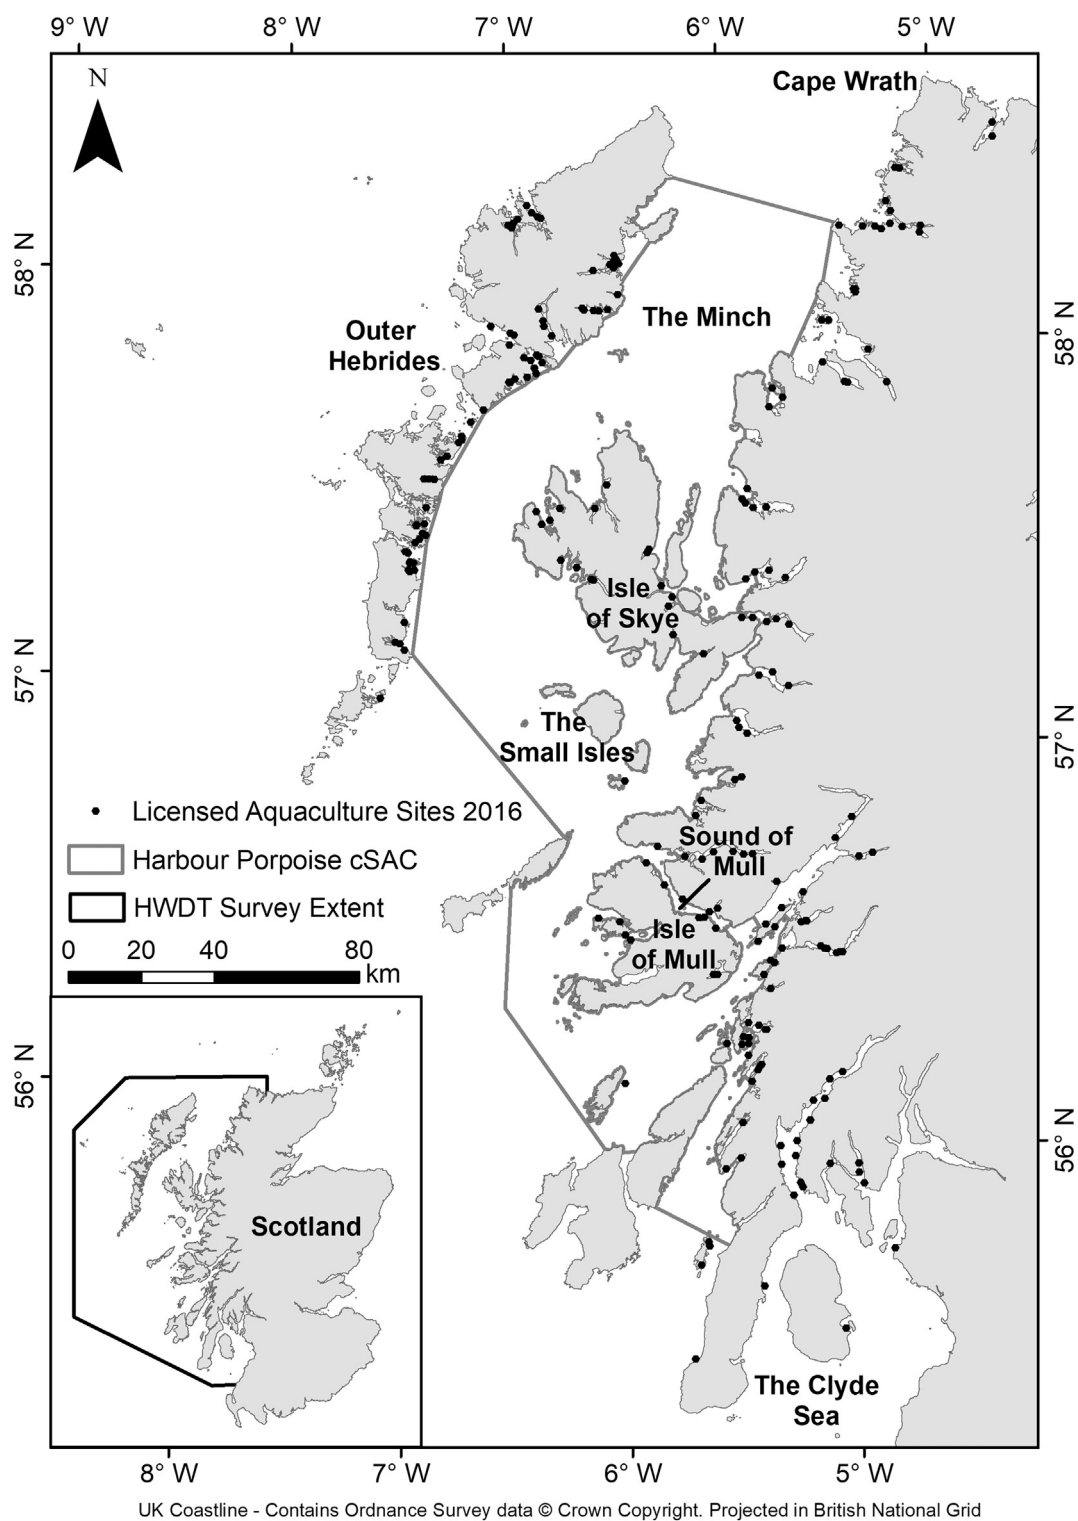 9° W 8° W 7° W 6° W 5° W
N
Cape Wrath
58° N
The Minch
58° N
Outer
Hebrides
Isle
of Skye
57° N
The
Small Isles
57° N
Licensed Aquaculture Sites 2016
Harbour Porpoise cSAC
HWDT Survey Extent
Sound of
Mull
Isle
of Mull
0 20 40 80
km
56° N
56° N
Scotland
The Clyde
Sea
8° W 7° W 6° W 5° W
UK Coastline - Contains Ordnance Survey data © Crown Copyright. Projected in British National Grid